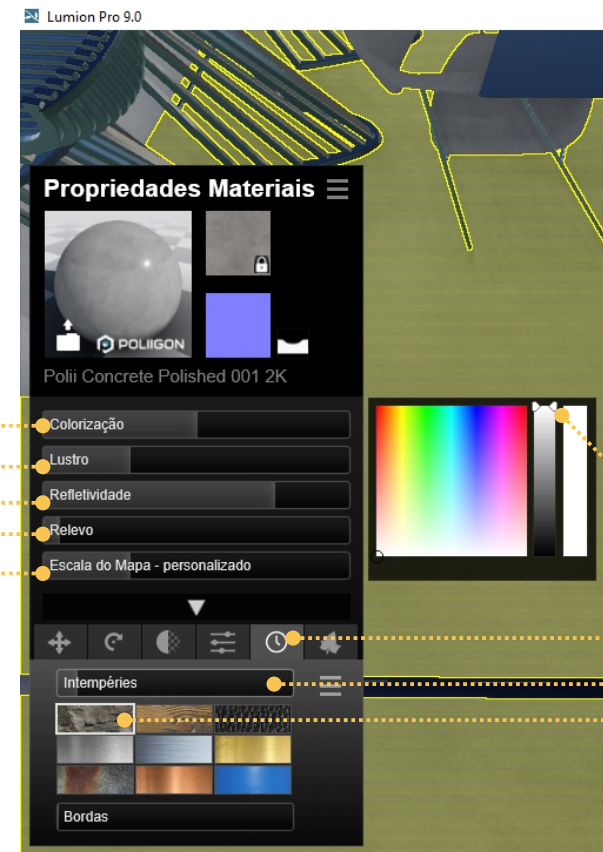 Lumion Pro 9.0
Propriedades Materiais
POLIIGON
Polii Concrete Polished 001 2K
Colorização
Lustro
Refletividade
Relevo
Escala do Mapa - personalizado
Intempéries
Bordas